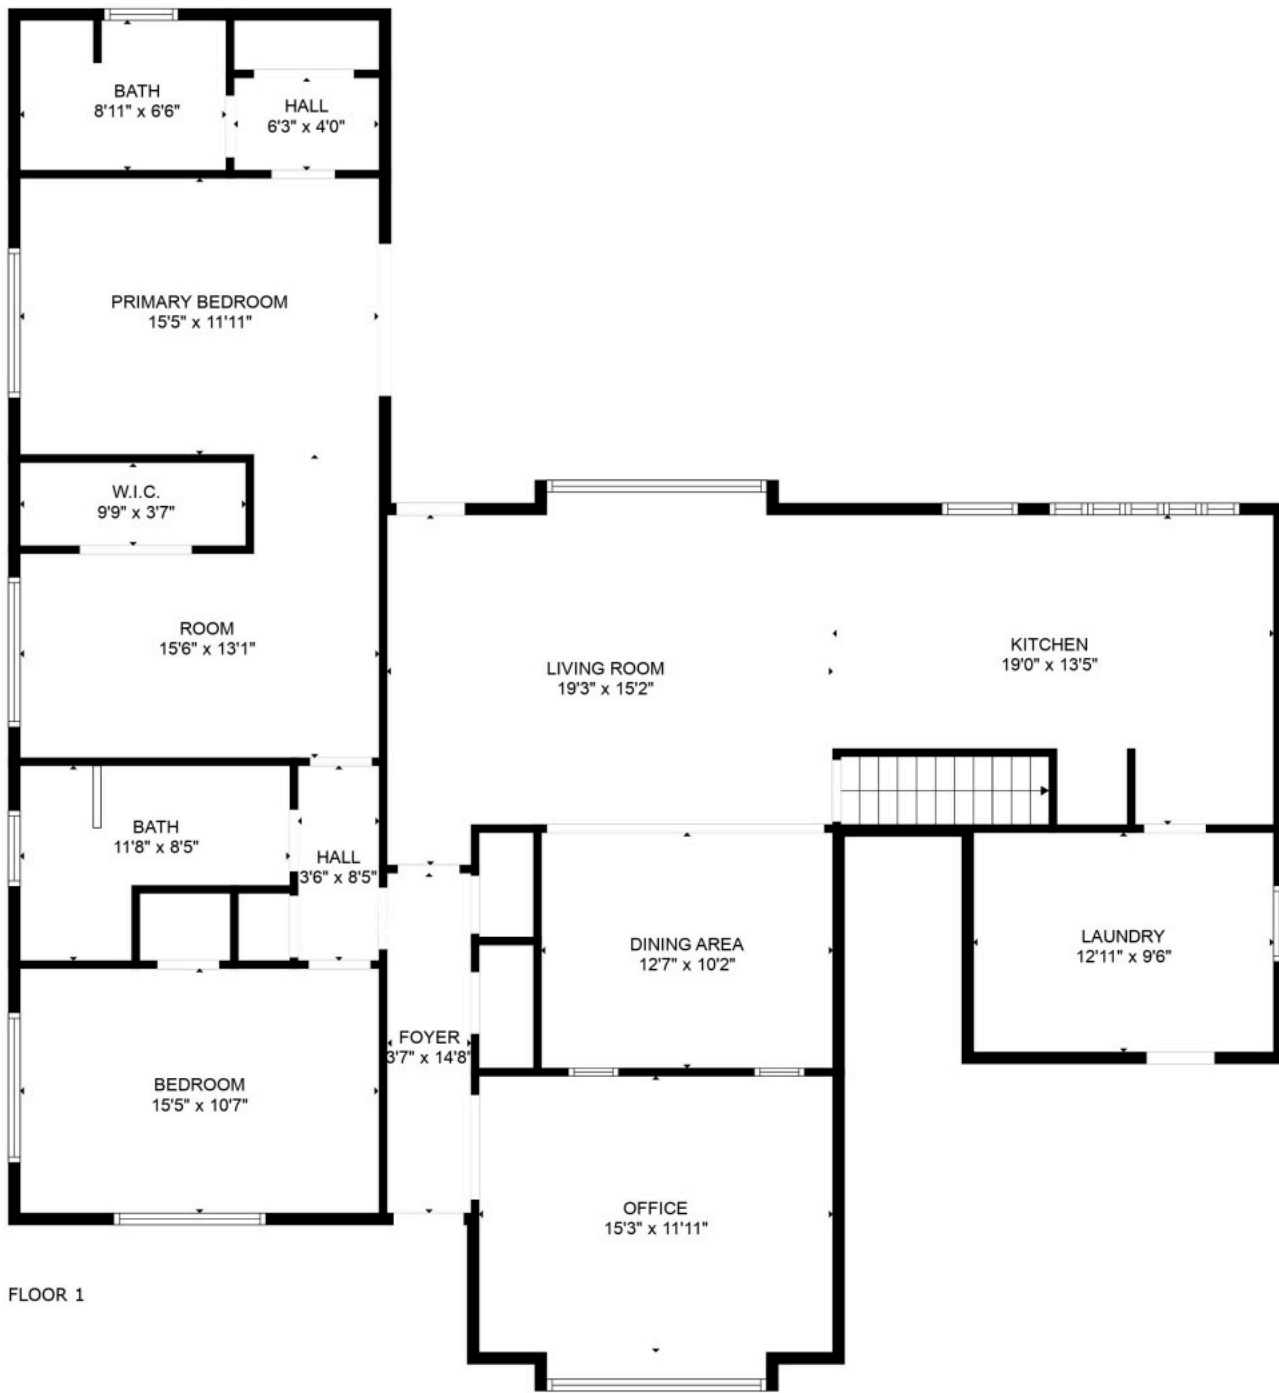 BATH
8'11" x 6'6"
HALL
6'3" x 4'0"
PRIMARY BEDROOM
15'5" x 11'11"
W.I.C.
9'9" x 3'7"
ROOM
15'6" x 13'1"
LIVING ROOM
19'3" x 15'2"
KITCHEN
19'0" x 13'5"
BATH
11'8" x 8'5"
HALL
3'6" x 8'5"
DINING AREA
12'7" x 10'2"
LAUNDRY
12'11" x 9'6"
FOYER
3'7" x 14'8"
BEDROOM
15'5" x 10'7"
OFFICE
15'3" x 11'11"
FLOOR 1